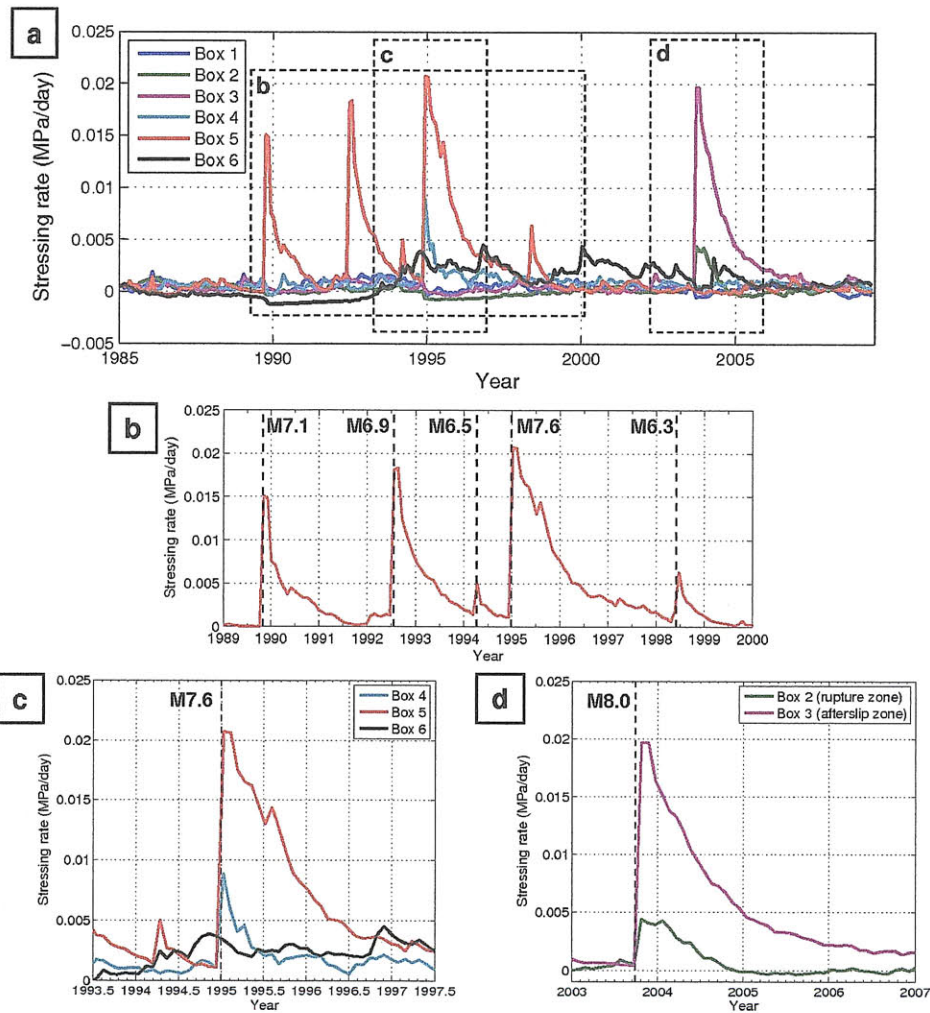 a
0.025
0.02
0.015
0.01
0.005
0
−0.005
Stressing rate (MPa/day)
Box 1
Box 2
Box 3
Box 4
Box 5
Box 6
b
c
d
1985 1990 1995 2000 2005
Year
b
0.025
0.02
0.015
0.01
0.005
0
Stressing rate (MPa/day)
M7.1 M6.9 M6.5 M7.6 M6.3
1989 1990 1991 1992 1993 1994 1995 1996 1997 1998 1999 2000
Year
c
0.025
0.02
0.015
0.01
0.005
0
Stressing rate (MPa/day)
M7.6
Box 4
Box 5
Box 6
1993.5 1994 1994.5 1995 1995.5 1996 1996.5 1997 1997.5
Year
d
0.025
0.02
0.015
0.01
0.005
0
Stressing rate (MPa/day)
M8.0
Box 2 (rupture zone)
Box 3 (afterslip zone)
2003 2004 2005 2006 2007
Year